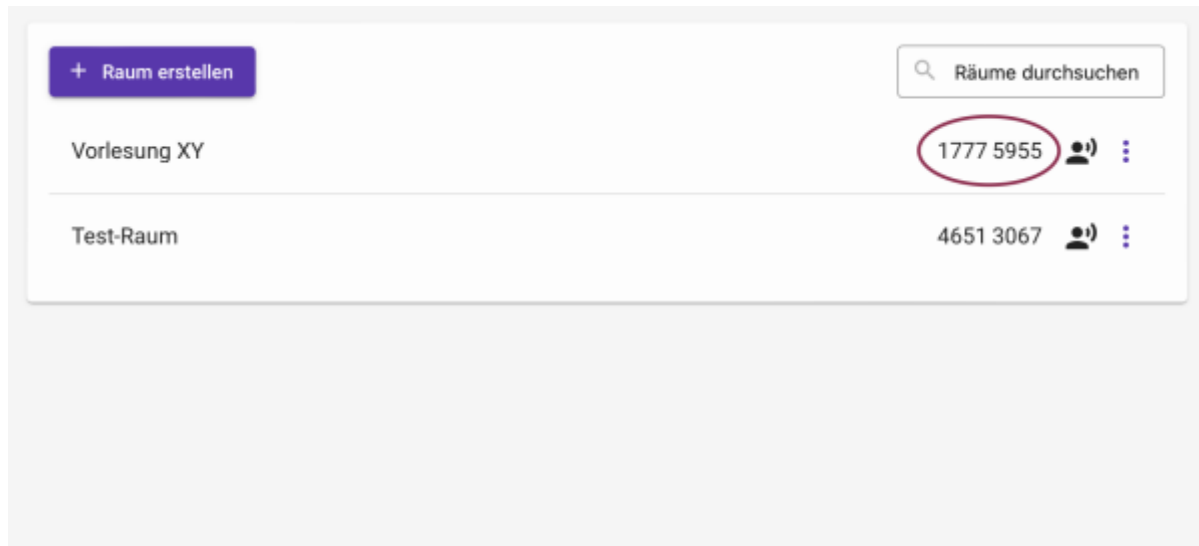 + Raum erstellen
Räume durchsuchen
Vorlesung XY 1777 5955
Test-Raum 4651 3067